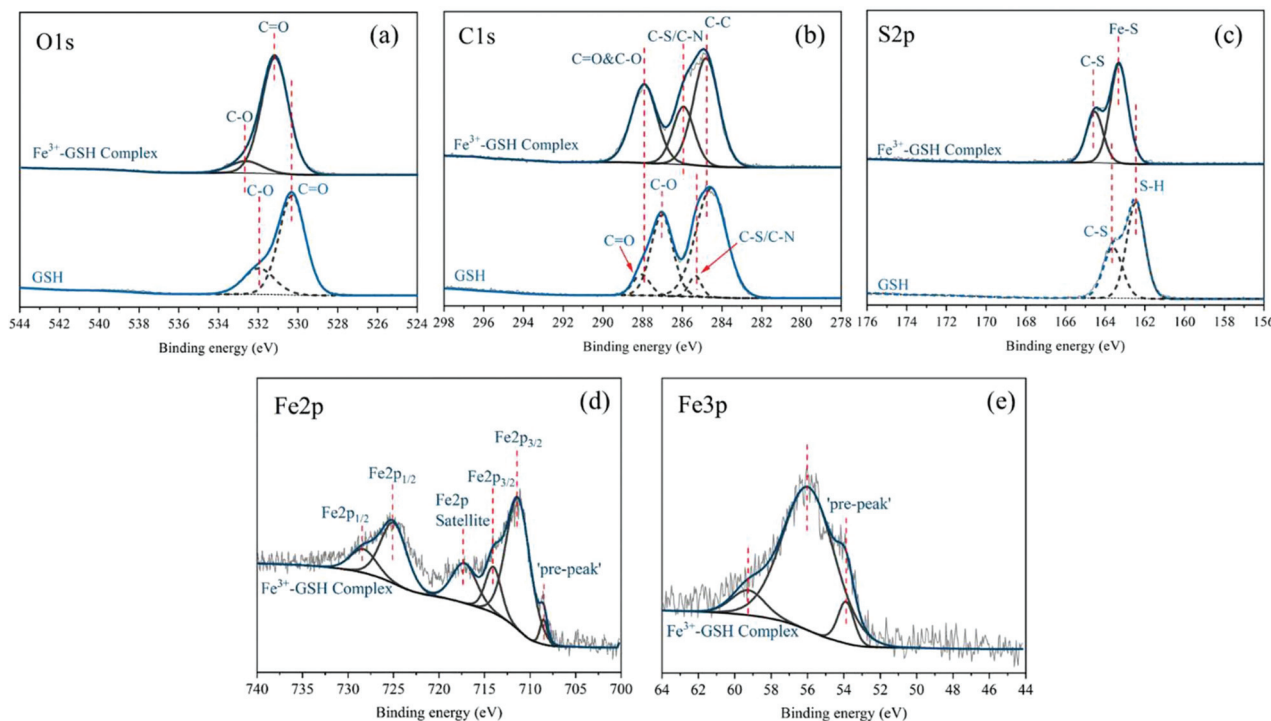 O1s
C=O
(a)
C-O
Fe³⁺-GSH Complex
C-O
C=O
GSH
544 542 540 538 536 534 532 530 528 526 524
Binding energy (eV)
C1s
C-C
(b)
C-S/C-N
C=O&C-O
Fe³⁺-GSH Complex
C-O
C=O
C-S/C-N
GSH
298 296 294 292 290 288 286 284 282 280 278
Binding energy (eV)
S2p
Fe-S
(c)
C-S
Fe³⁺-GSH Complex
S-H
C-S
GSH
176 174 172 170 168 166 164 162 160 158 156
Binding energy (eV)
Fe2p
(d)
Fe2p3/2
Fe2p1/2
Fe2p3/2
Fe2p1/2
Fe2p
Satellite
'pre-peak'
Fe³⁺-GSH Complex
740 735 730 725 720 715 710 705 700
Binding energy (eV)
Fe3p
(e)
'pre-peak'
Fe³⁺-GSH Complex
64 62 60 58 56 54 52 50 48 46 44
Binding energy (eV)